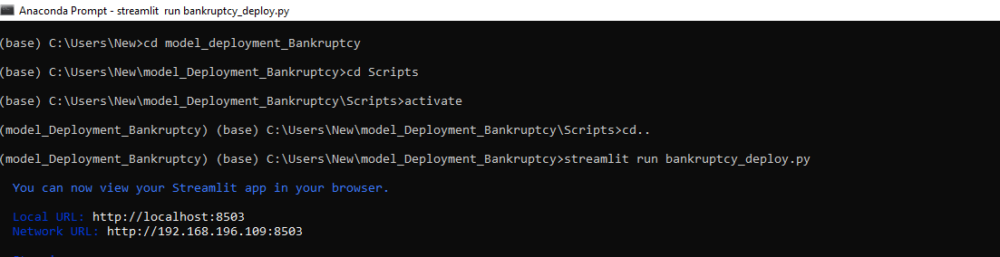 Anaconda Prompt - streamlit run bankruptcy_deploy.py
(base) C:\Users\New>cd model_deployment_Bankruptcy
(base) C:\Users\New\model_Deployment_Bankruptcy>cd Scripts
(base) C:\Users\New\model_Deployment_Bankruptcy\Scripts>activate
(model_Deployment_Bankruptcy) (base) C:\Users\New\model_Deployment_Bankruptcy\Scripts>cd..
(model_Deployment_Bankruptcy) (base) C:\Users\New\model_Deployment_Bankruptcy>streamlit run bankruptcy_deploy.py
You can now view your Streamlit app in your browser.
Local URL: http://localhost:8503
Network URL: http://192.168.196.109:8503